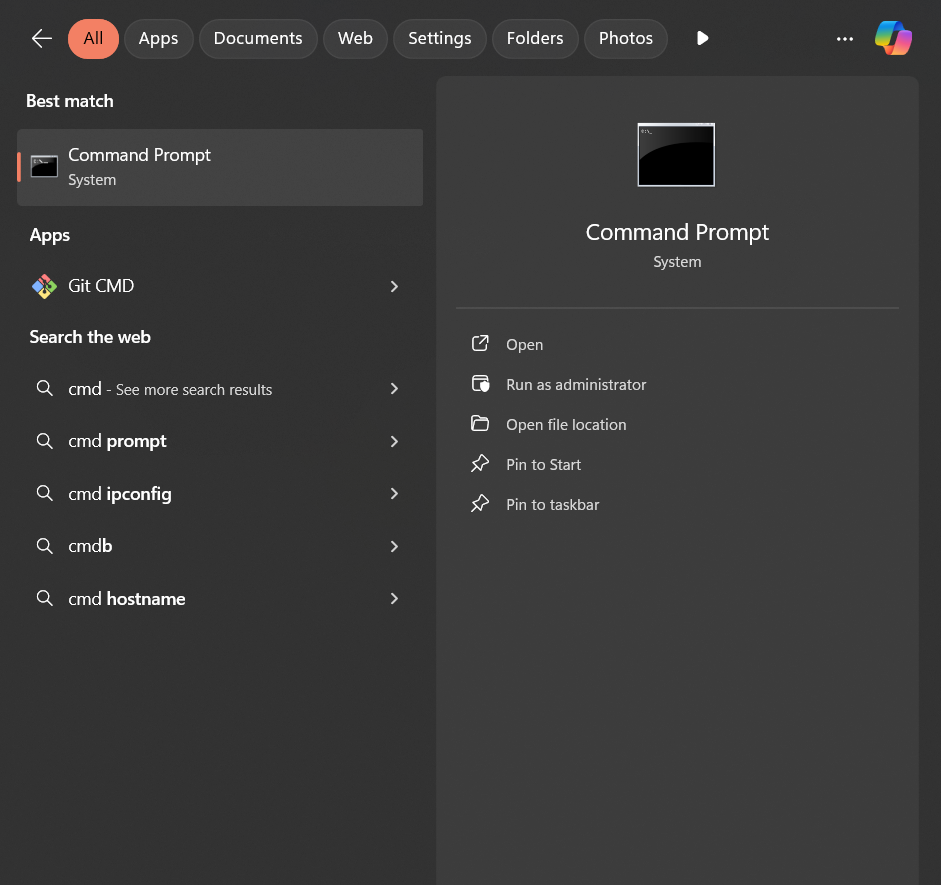 All
Apps
Documents
Web
Settings
Folders
Photos
Best match
Command Prompt
System
Apps
Git CMD
Search the web
cmd - See more search results
cmd prompt
cmd ipconfig
cmdb
cmd hostname
Command Prompt
System
Open
Run as administrator
Open file location
Pin to Start
Pin to taskbar